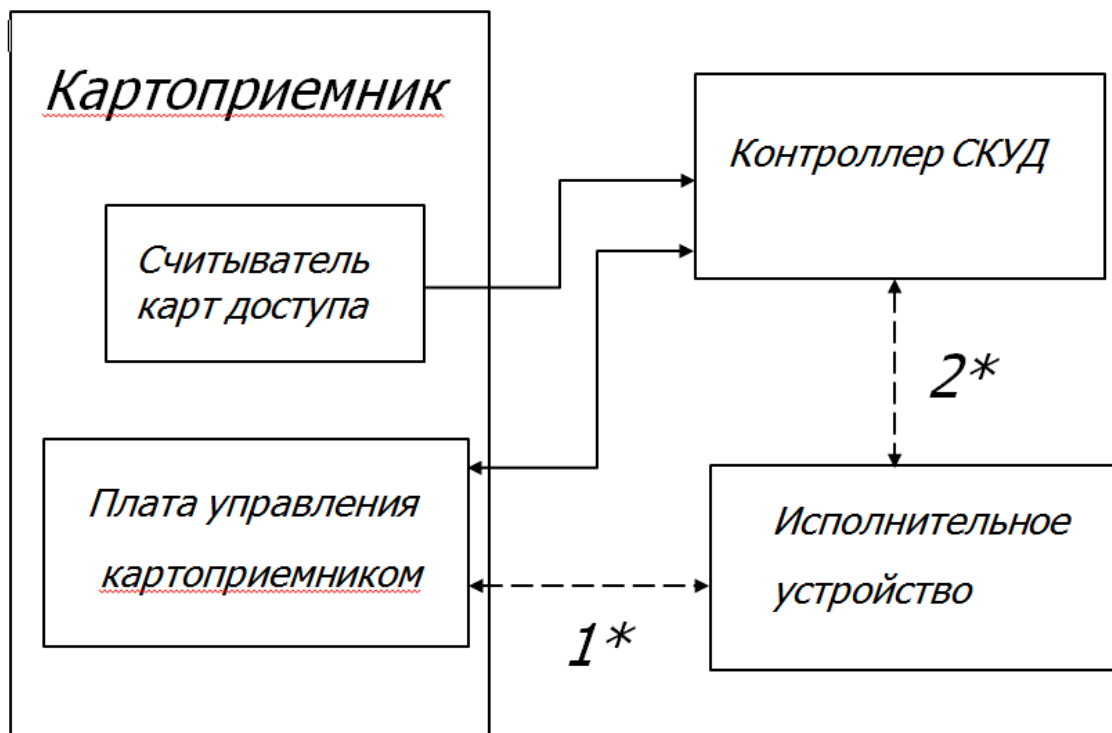 Картоприемник
Контроллер СКУД
Считыватель
карт доступа
2*
Плата управления
картоприемником
Исполнительное
устройство
1*